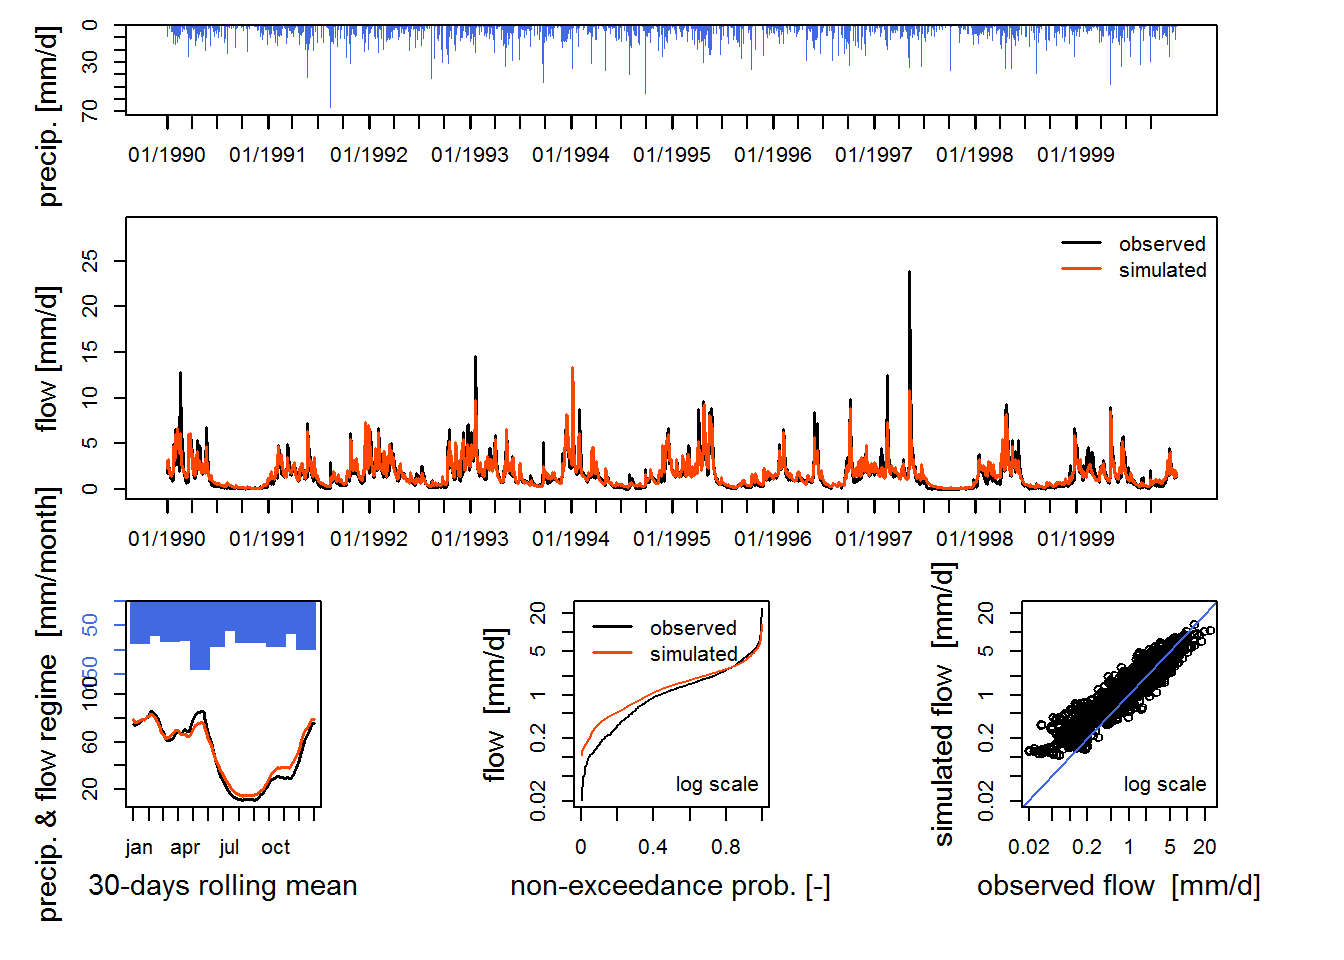 precip. [mm/d]
0
30
70
01/1990 01/1991 01/1992 01/1993 01/1994 01/1995 01/1996 01/1997 01/1998 01/1999
flow [mm/d]
25
20
15
10
5
0
observed
simulated
01/1990 01/1991 01/1992 01/1993 01/1994 01/1995 01/1996 01/1997 01/1998 01/1999
precip. & flow regime [mm/month]
50
100
60
20
jan apr jul oct
30-days rolling mean
flow [mm/d]
20
5
1
0.2
0.02
observed
simulated
log scale
0 0.4 0.8
non-exceedance prob. [-]
simulated flow [mm/d]
20
5
1
0.2
0.02
log scale
0.02 0.2 1 5 20
observed flow [mm/d]